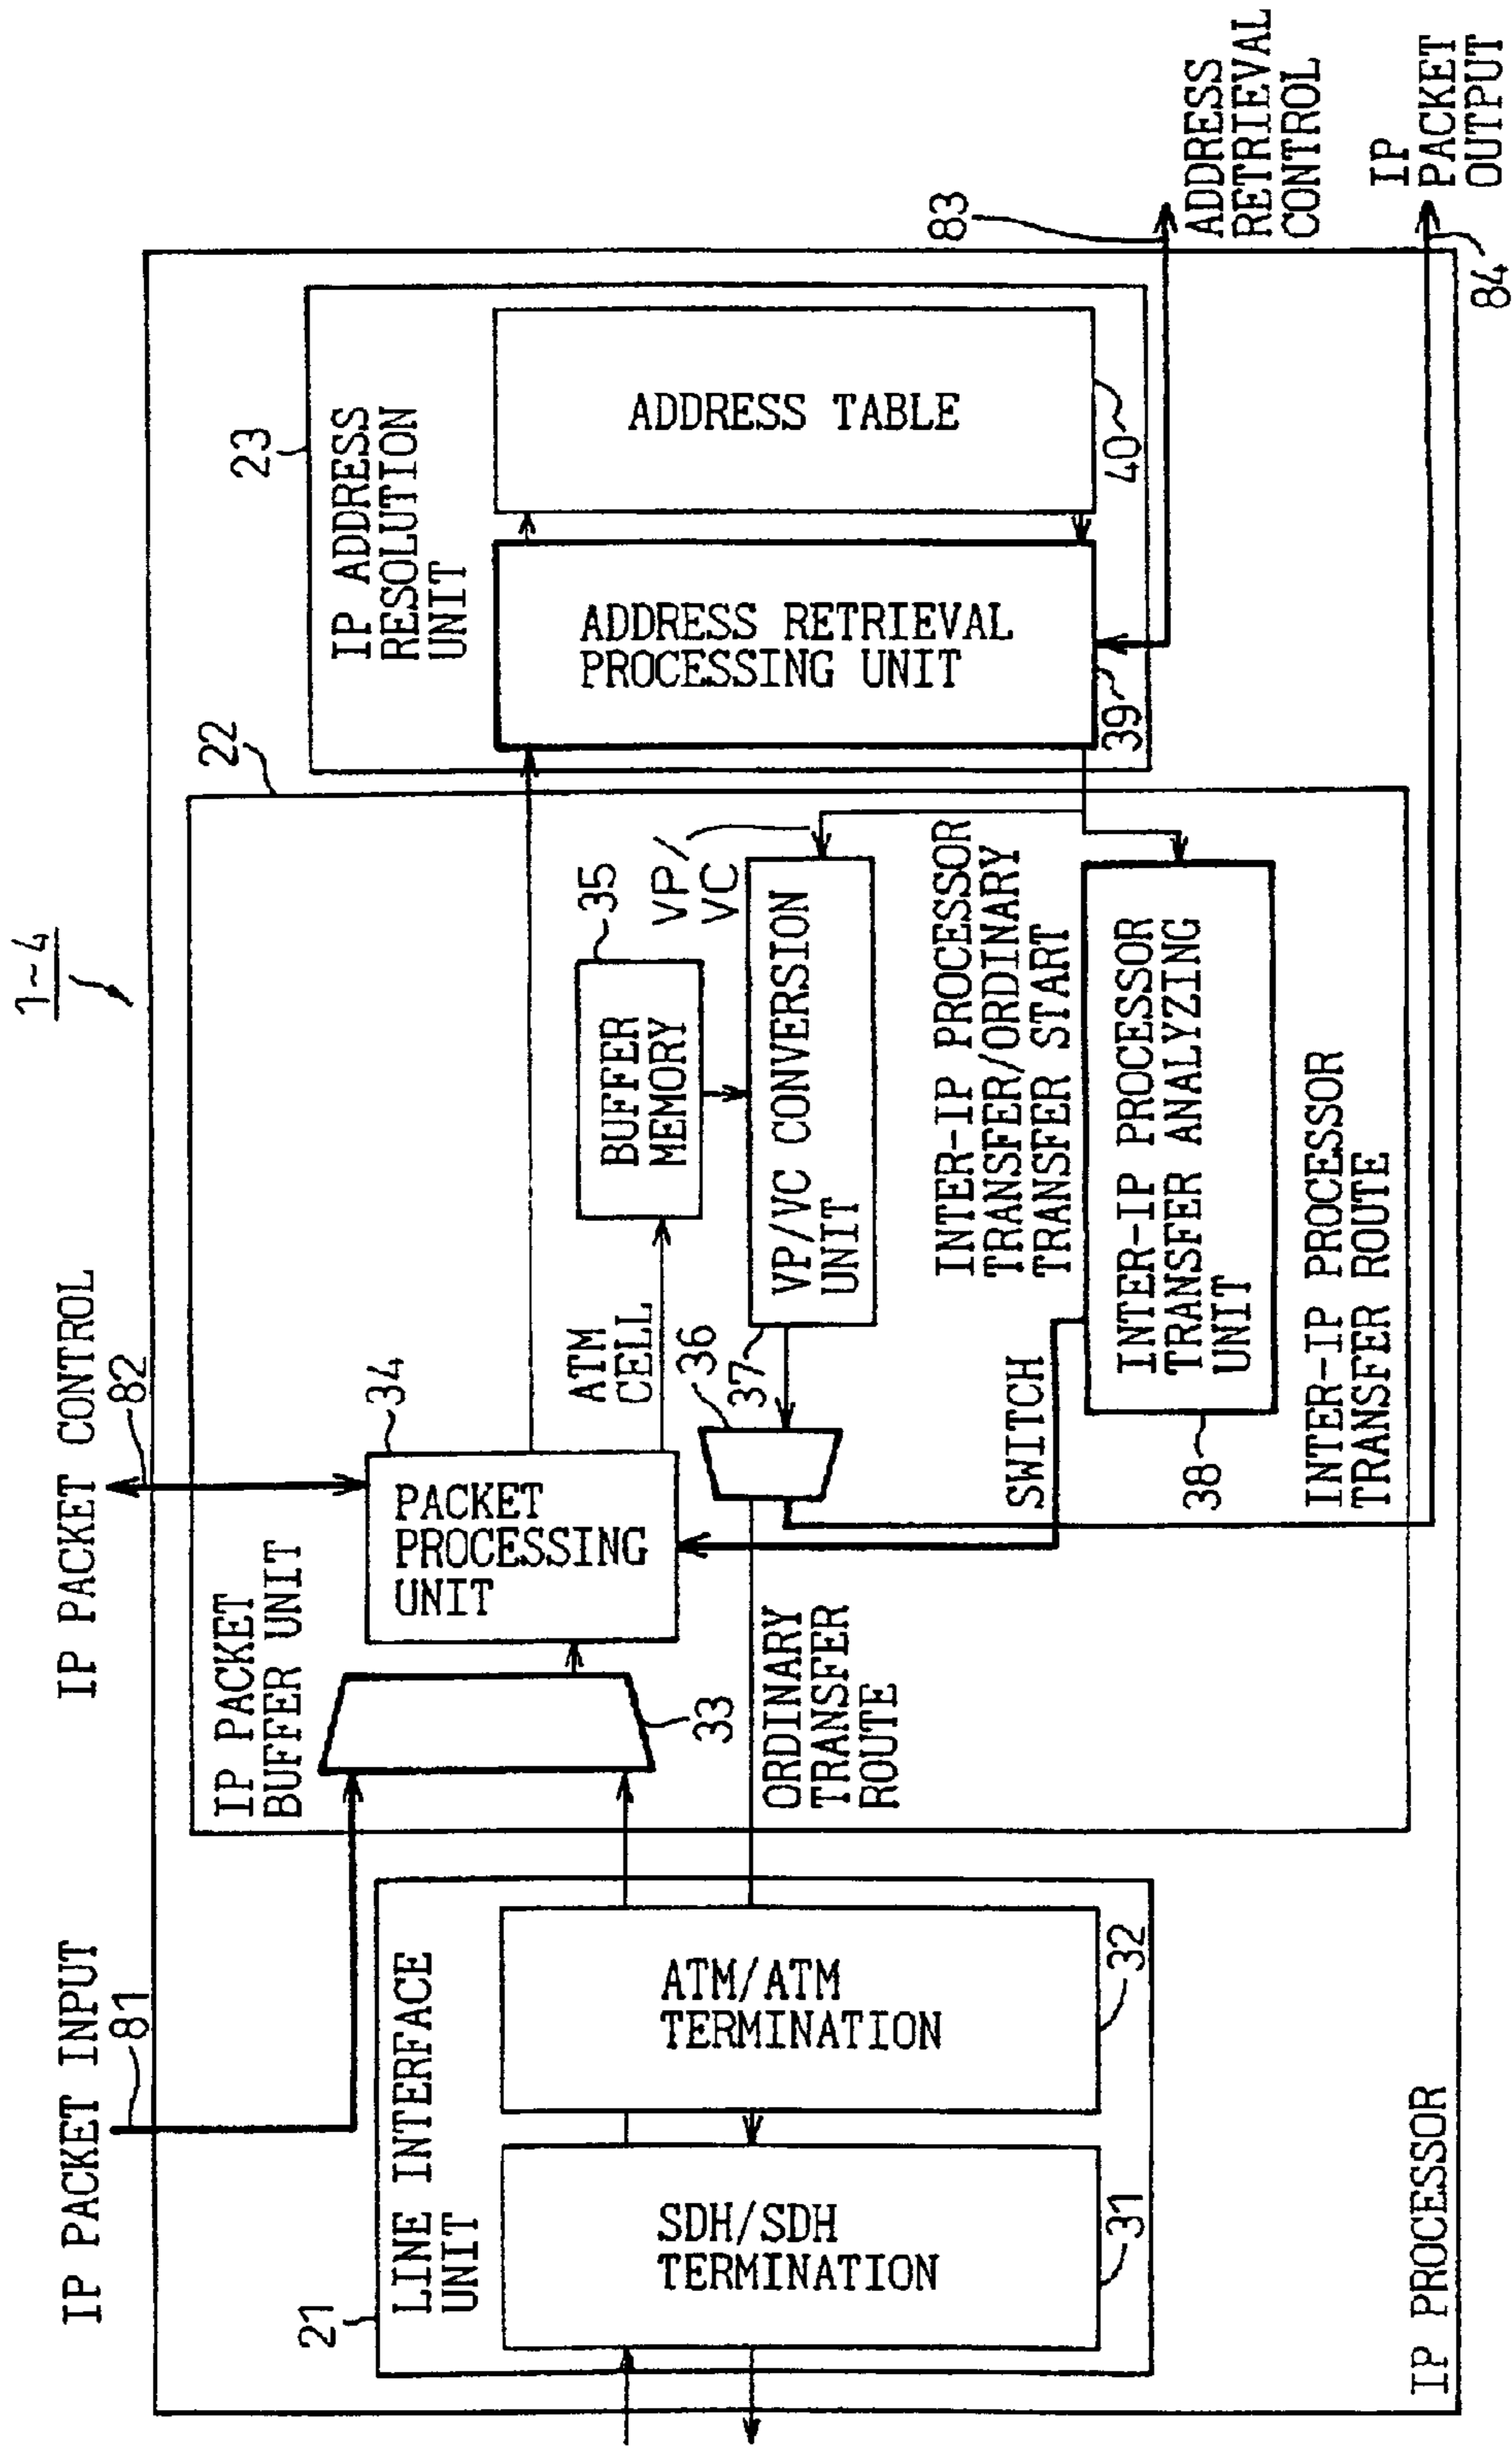 1~4
IP PACKET INPUT
81
IP PACKET CONTROL
82
21
LINE INTERFACE
UNIT
SDH/SDH
TERMINATION
31
ATM/ATM
TERMINATION
32
IP PACKET
BUFFER UNIT
22
33
PACKET
PROCESSING
UNIT
34
ATM
CELL
BUFFER
MEMORY
35
VP/
VC
36
37
VP/VC CONVERSION
UNIT
ORDINARY
TRANSFER
ROUTE
INTER-IP PROCESSOR
TRANSFER/ORDINARY
TRANSFER START
SWITCH
INTER-IP PROCESSOR
TRANSFER ANALYZING
UNIT
38
INTER-IP PROCESSOR
TRANSFER ROUTE
23
IP ADDRESS
RESOLUTION
UNIT
ADDRESS RETRIEVAL
PROCESSING UNIT
39
ADDRESS TABLE
40
83
ADDRESS
RETRIEVAL
CONTROL
IP
PACKET
OUTPUT
84
IP PROCESSOR